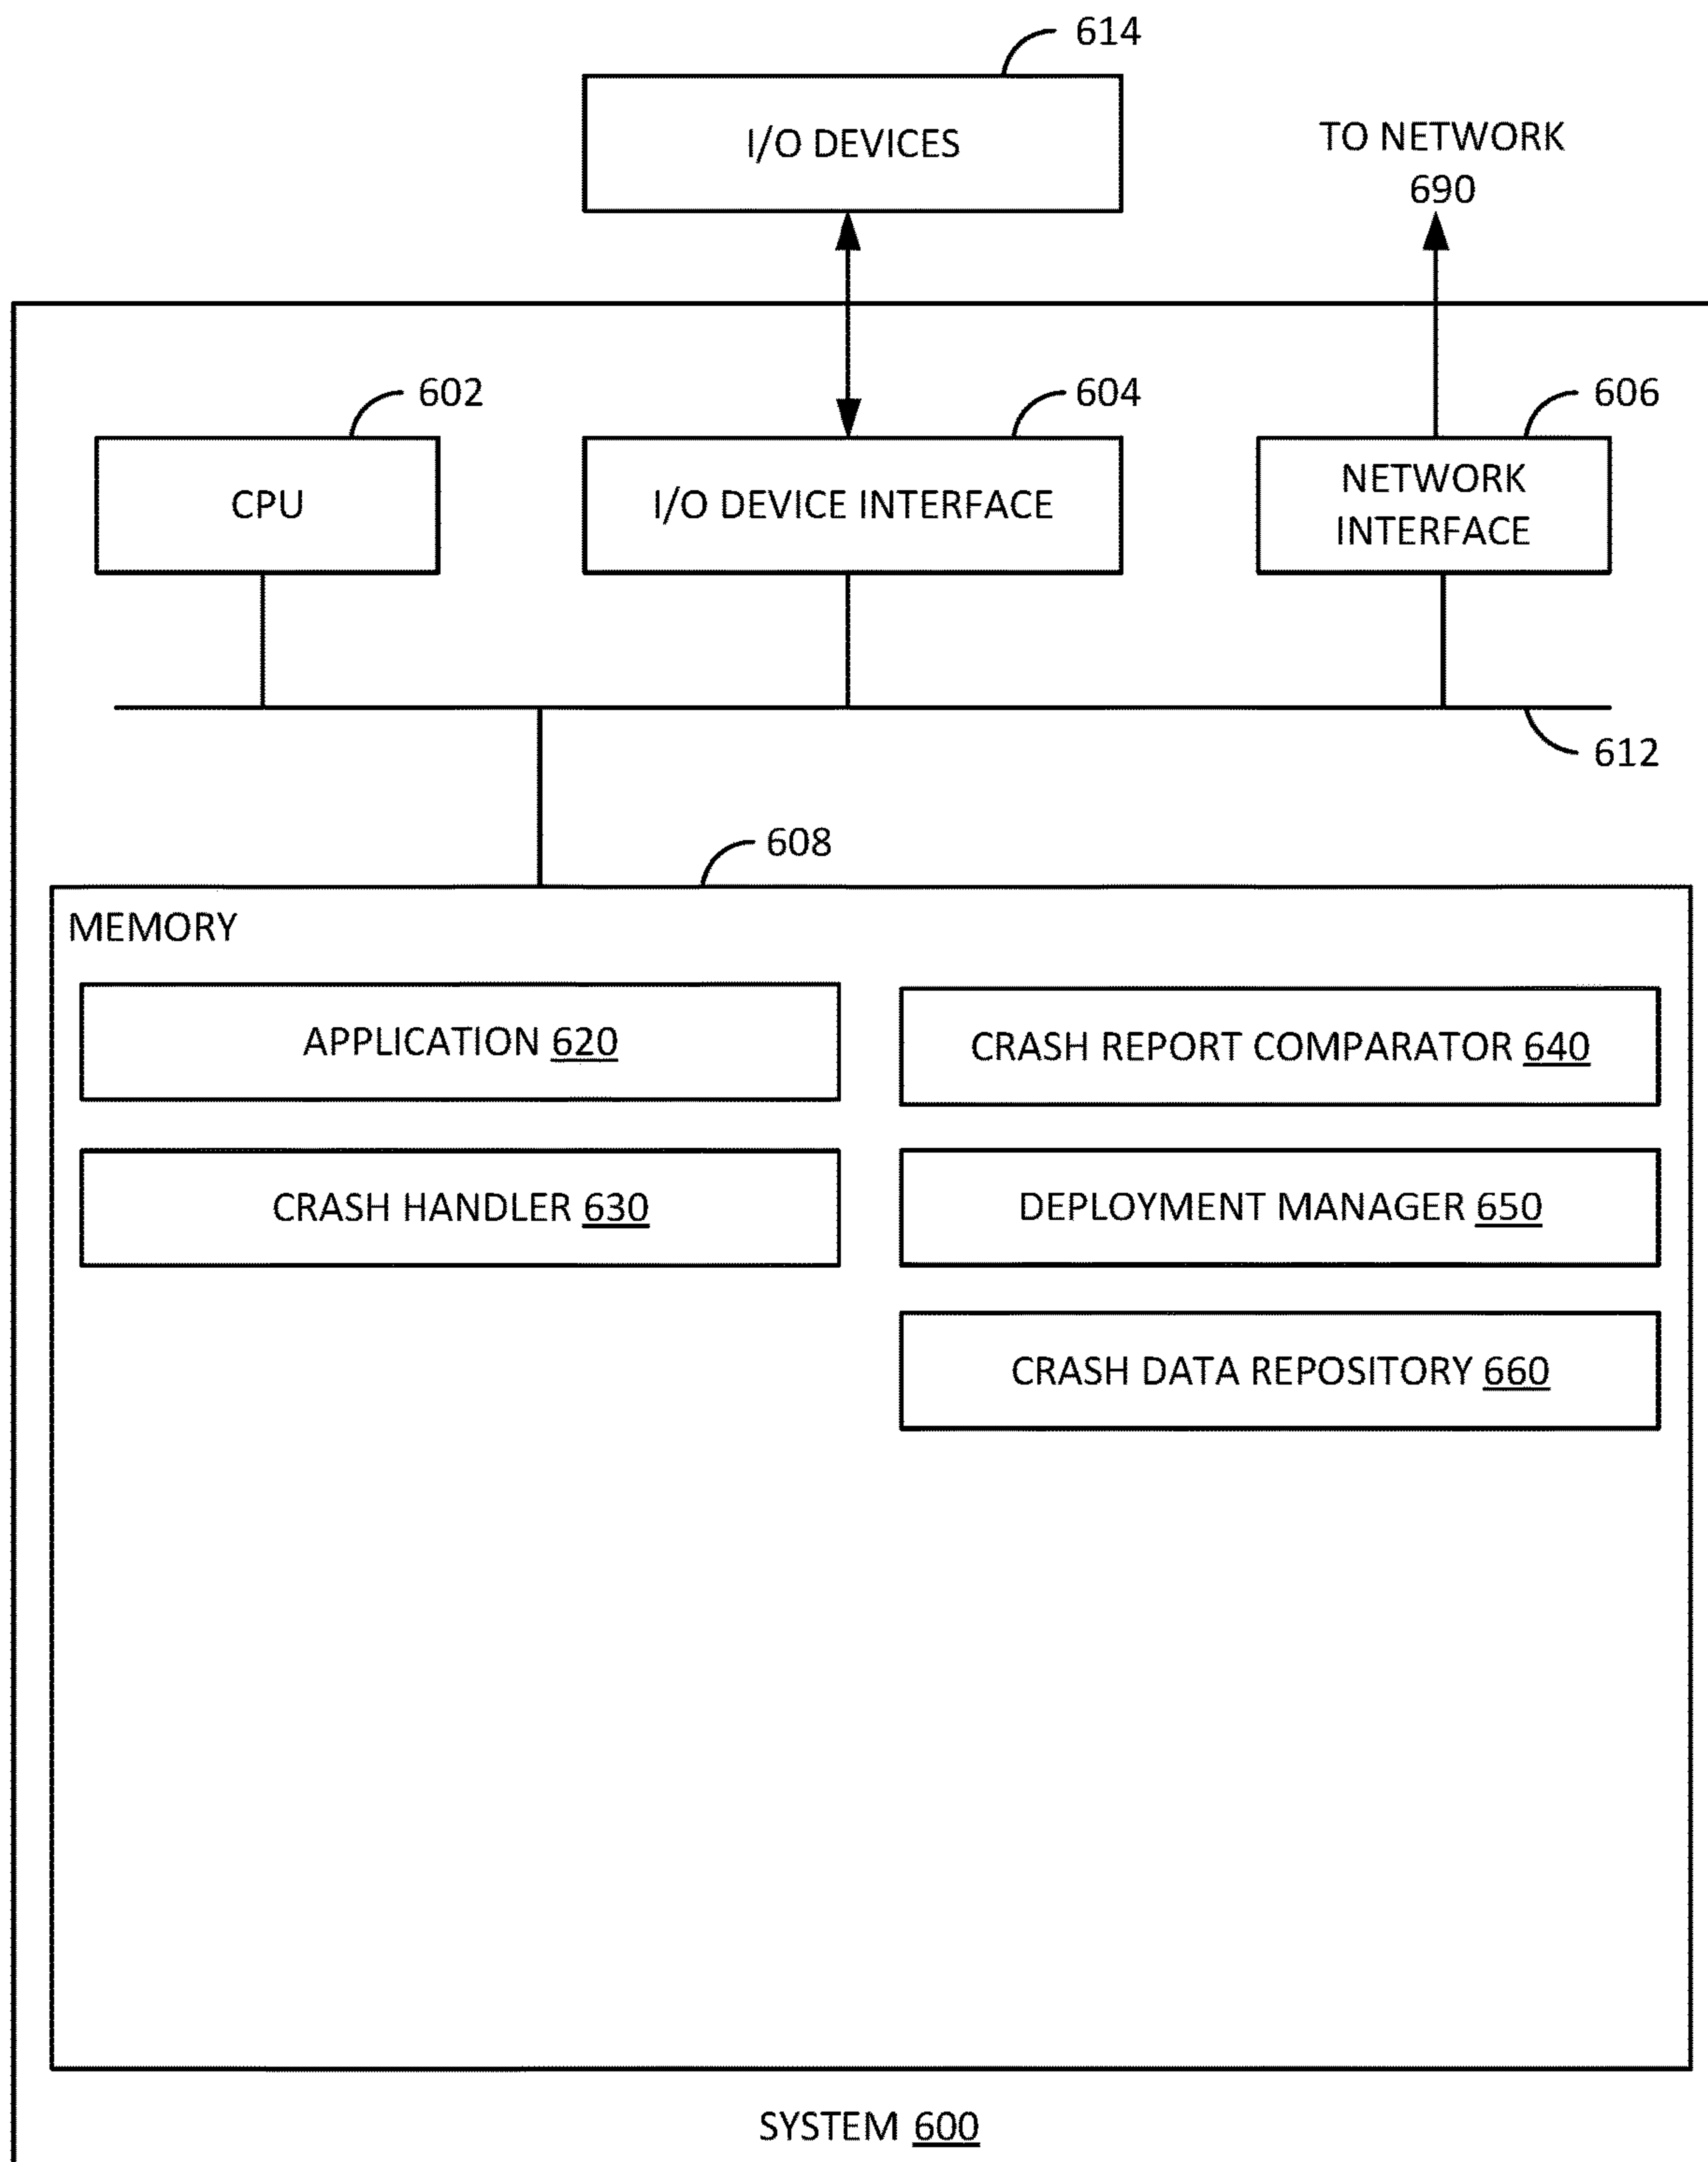 614
I/O DEVICES
TO NETWORK
690
602
604
606
CPU
I/O DEVICE INTERFACE
NETWORK
INTERFACE
612
608
MEMORY
APPLICATION 620
CRASH REPORT COMPARATOR 640
CRASH HANDLER 630
DEPLOYMENT MANAGER 650
CRASH DATA REPOSITORY 660
SYSTEM 600